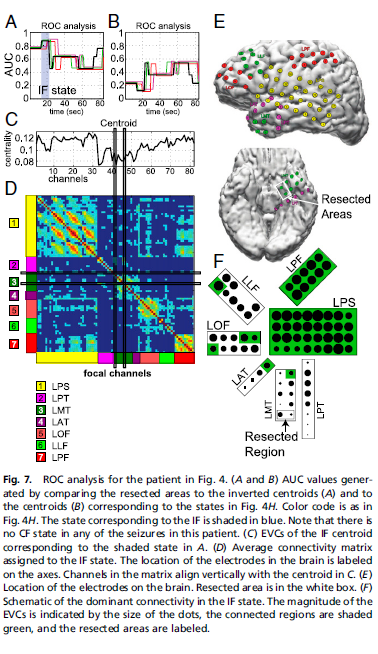 A
ROC analysis
B
ROC analysis
E
1
0.8
0.6
0.4
0.2
0
AUC
IF state
20 40 60 80
time (sec)
1
0.8
0.6
0.4
0.2
0
20 40 60 80
time (sec)
LPF
C
Centroid
centrality
0,12
0,08
10 20 30 40 50 60 70 80
channels
D
1
2
3
4
5
6
7
focal channels
1 LPS
2 LPT
3 LMT
4 LAT
5 LOF
6 LLF
7 LPF
Resected
Areas
F
LLF
LPF
LPS
LOF
LAT
LMT
LPT
Resected
Region
Fig. 7. ROC analysis for the patient in Fig. 4. (A and B) AUC values gener-
ated by comparing the resected areas to the inverted centroids (A) and to
the centroids (B) corresponding to the states in Fig. 4H. Color code is as in
Fig. 4H. The state corresponding to the IF is shaded in blue. Note that there is
no CF state in any of the seizures in this patient. (C) EVCs of the IF centroid
corresponding to the shaded state in A. (D) Average connectivity matrix
assigned to the IF state. The location of the electrodes in the brain is labeled
on the axes. Channels in the matrix align vertically with the centroid in C. (E)
Location of the electrodes on the brain. Resected area is in the white box. (F)
Schematic of the dominant connectivity in the IF state. The magnitude of the
EVCs is indicated by the size of the dots, the connected regions are shaded
green, and the resected areas are labeled.